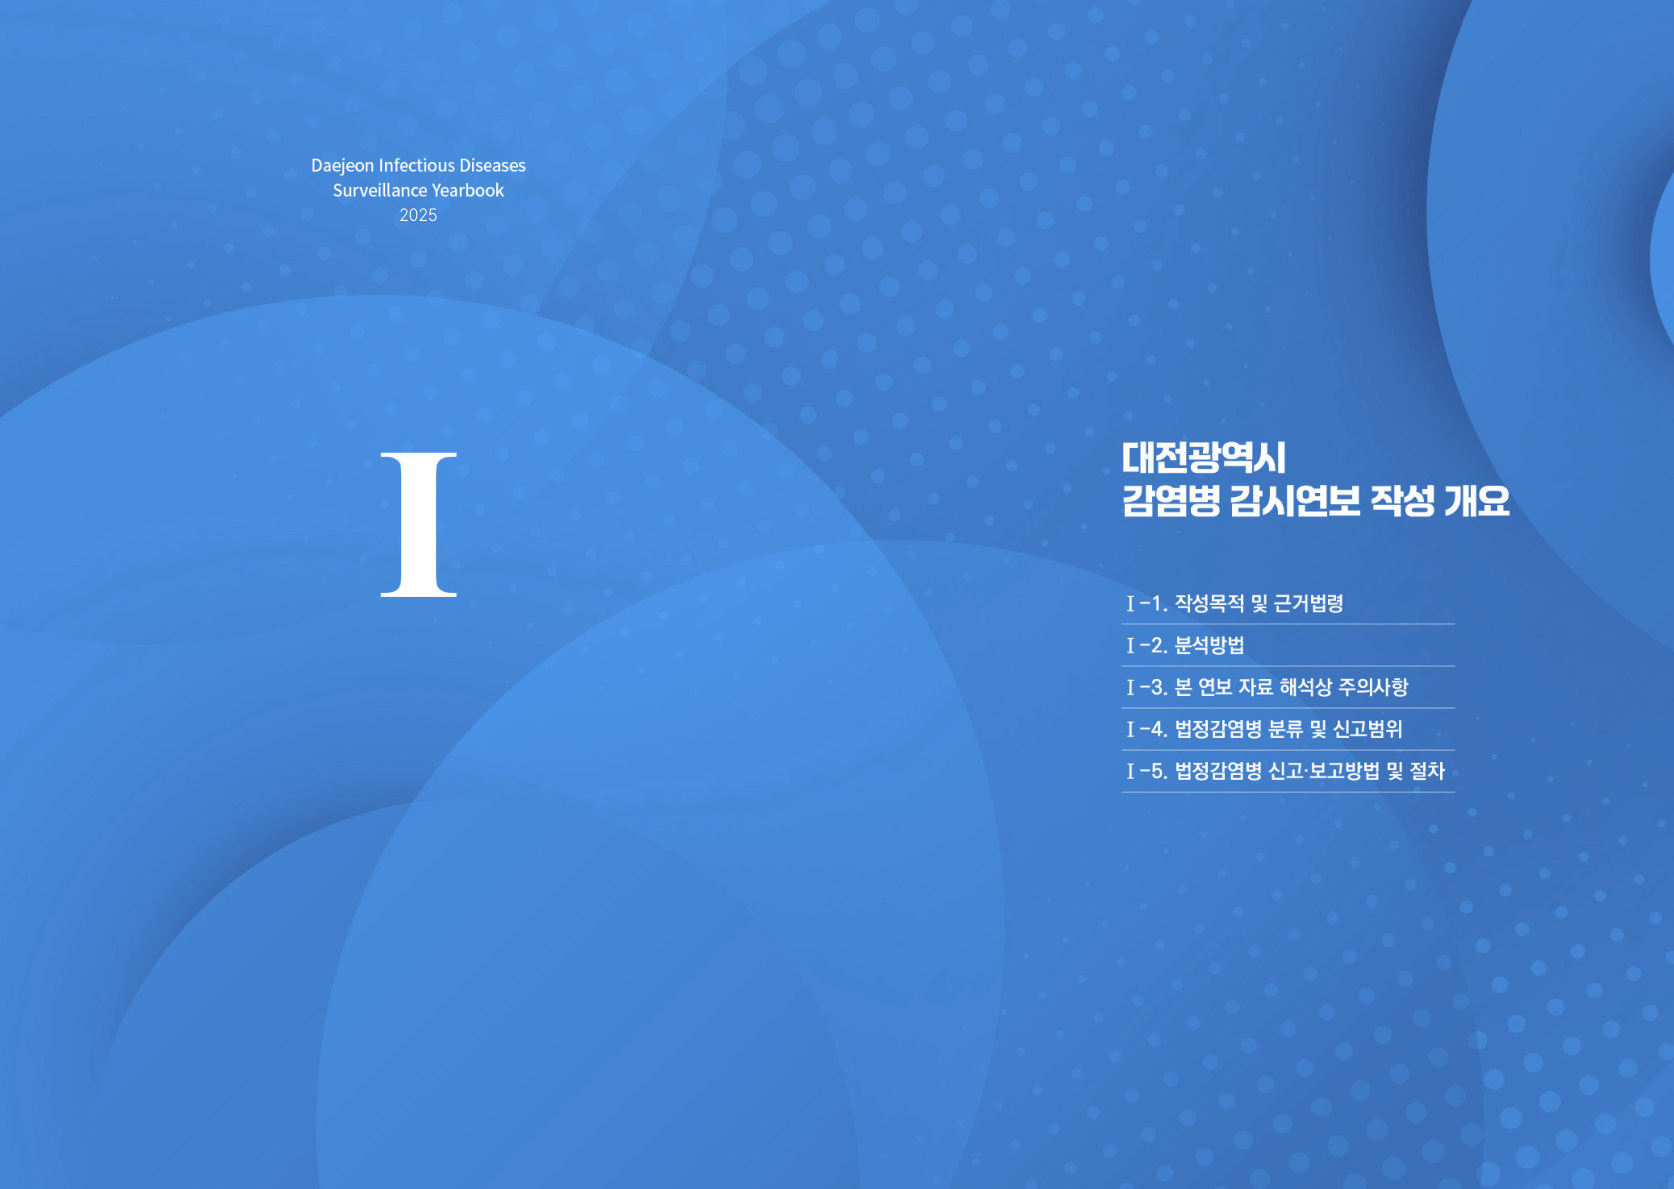 Daejeon Infectious Diseases
Surveillance Yearbook
2025
Ⅰ
대전광역시
감염병 감시연보 작성 개요
Ⅰ-1. 작성목적 및 근거법령
Ⅰ-2. 분석방법
Ⅰ-3. 본 연보 자료 해석상 주의사항
Ⅰ-4. 법정감염병 분류 및 신고범위
Ⅰ-5. 법정감염병 신고·보고방법 및 절차